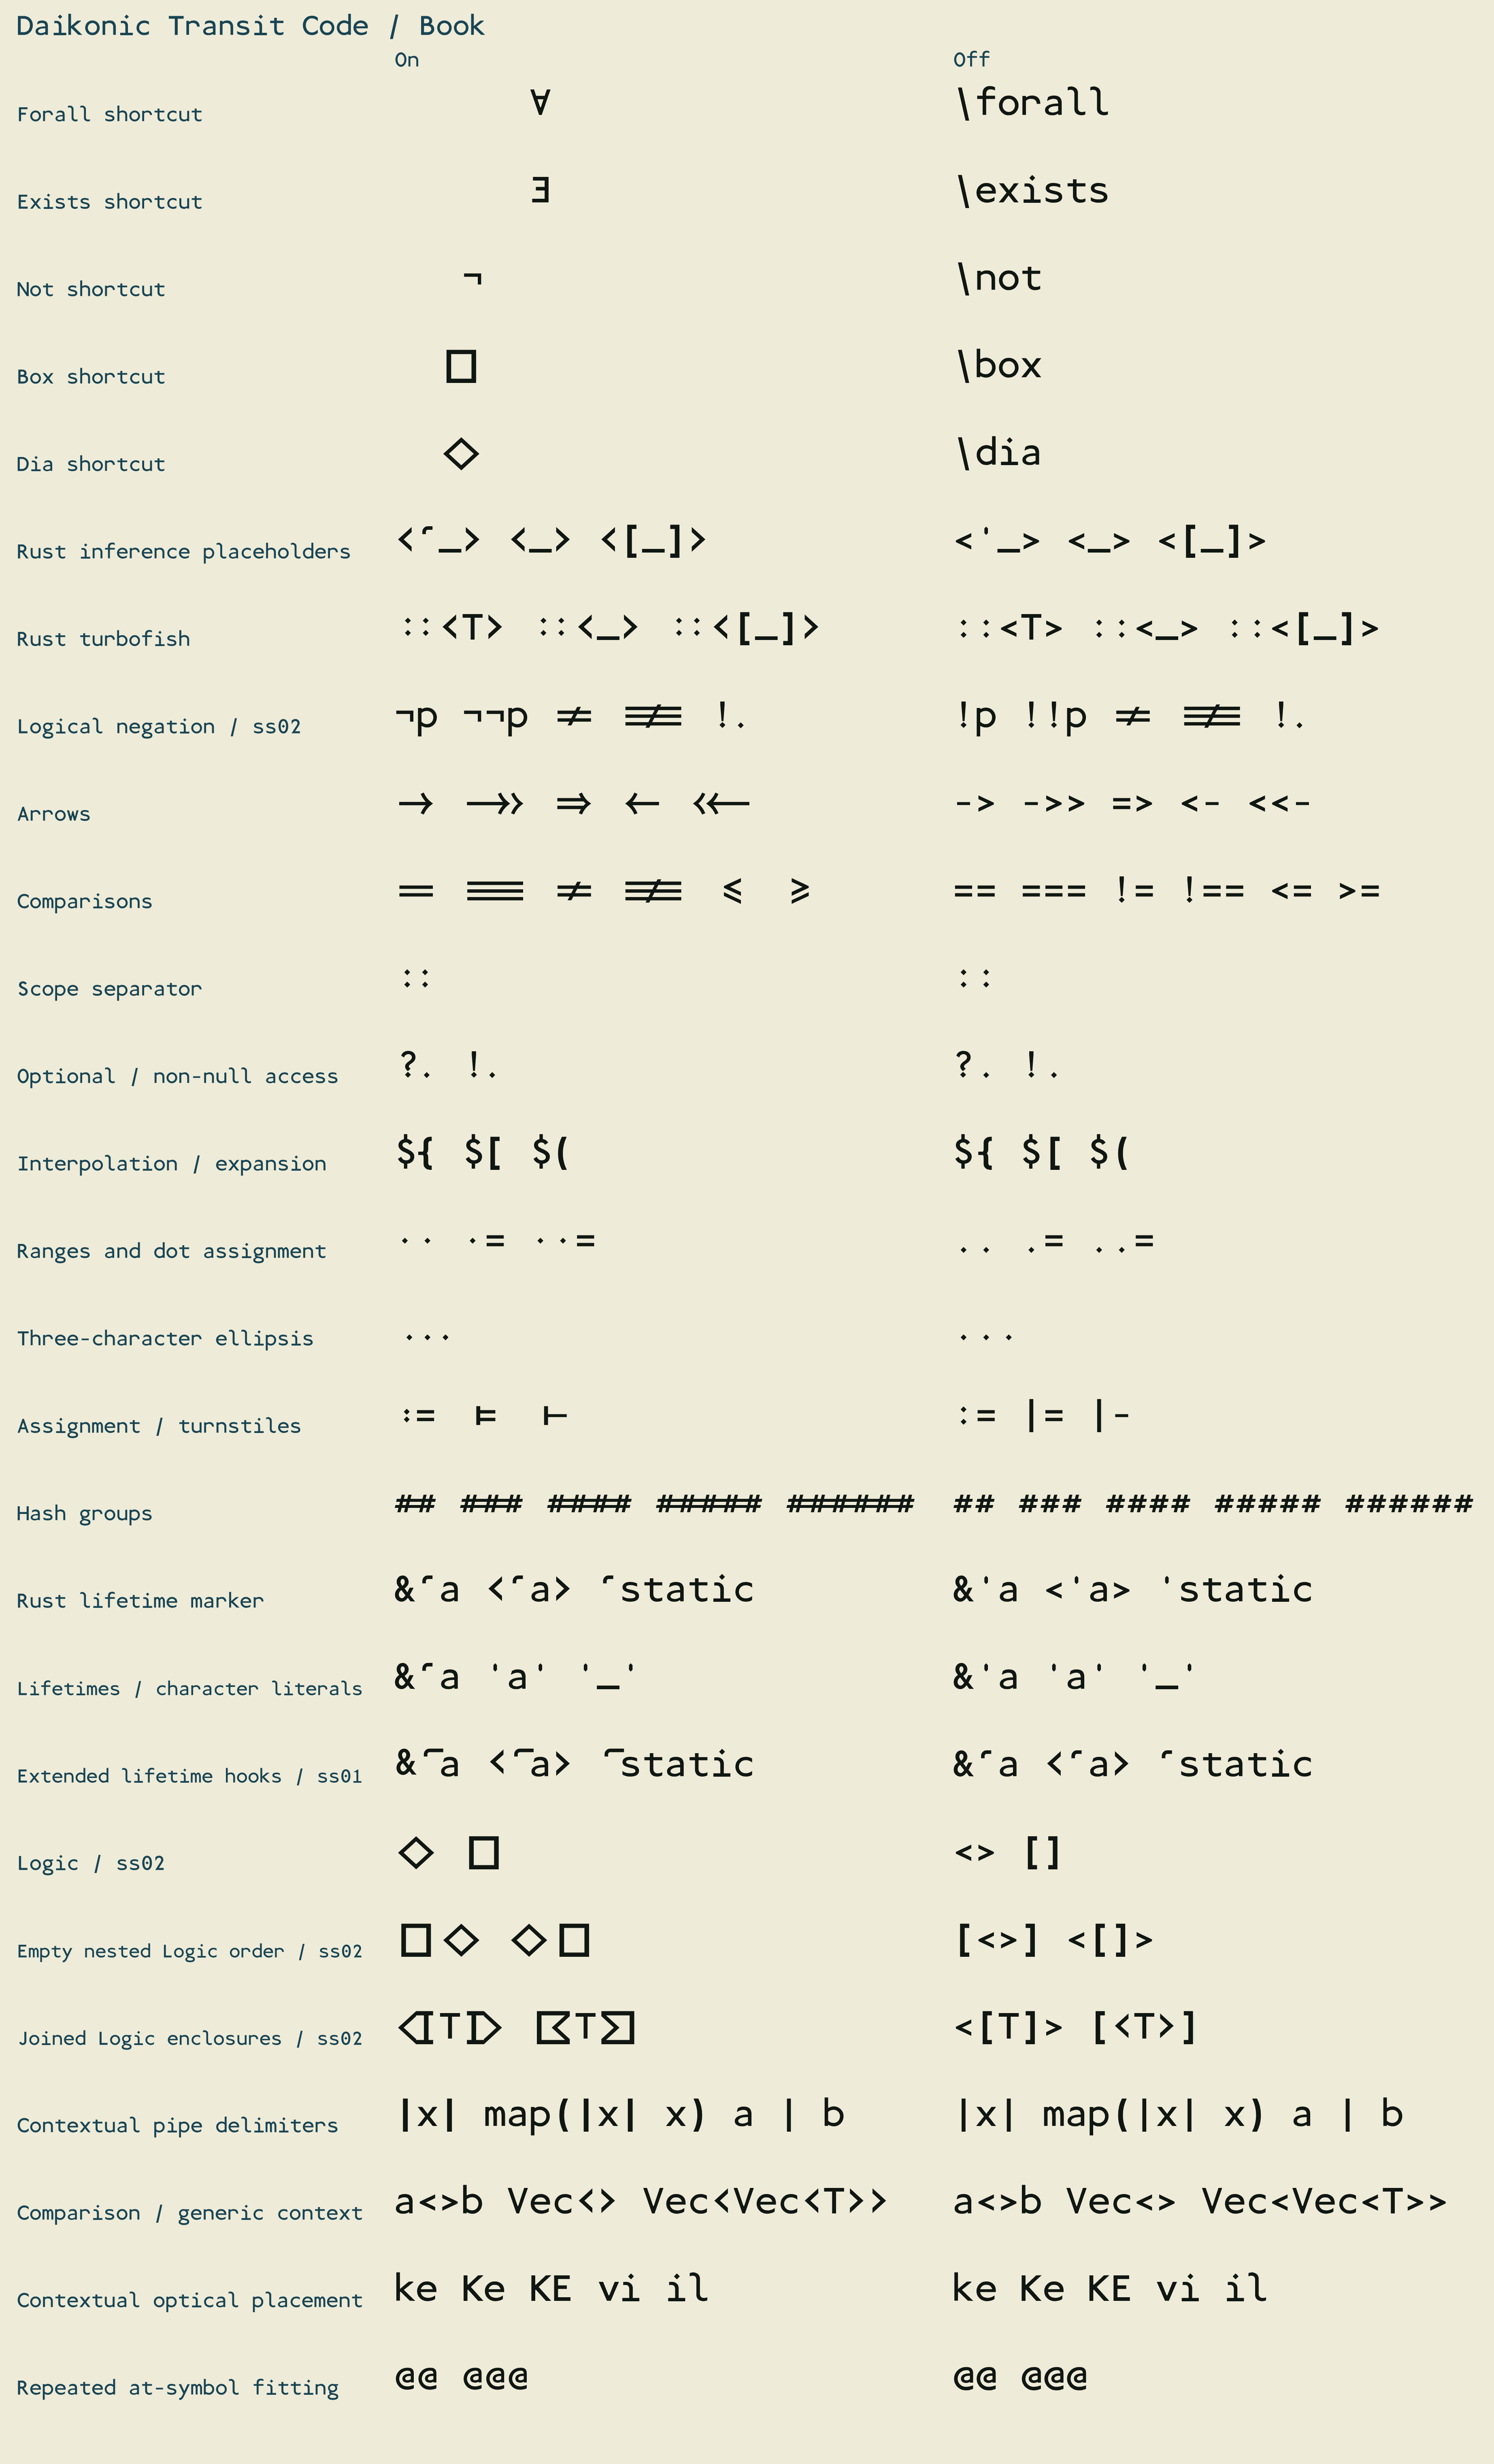 Daikonic Transit Code / Book
On Off
Forall shortcut ∀ \forall
Exists shortcut ∃ \exists
Not shortcut ¬ \not
Box shortcut □ \box
Dia shortcut ◇ \dia
Rust inference placeholders <'_> <_> <[_]> <'_> <_> <[_]>
Rust turbofish ::<T> ::<_> ::<[_]> ::<T> ::<_> ::<[_]>
Logical negation / ss02 ¬p ¬¬p ≠ ≢ !. !p !!p ≠ ≢ !.
Arrows → ↠ ⇒ ← ↞ -> ->> => <- <<-
Comparisons == ≡ ≠ ≢ ⩽ ⩾ == === != !== <= >=
Scope separator :: ::
Optional / non-null access ?. !. ?. !.
Interpolation / expansion ${ $[ $( ${ $[ $(
Ranges and dot assignment ·· ·= ··= .. .= ..=
Three-character ellipsis ... ...
Assignment / turnstiles := ⊨ ⊢ := |= |-
Hash groups ## ### #### ##### ###### ## ### #### ##### ######
Rust lifetime marker &'a <'a> 'static &'a <'a> 'static
Lifetimes / character literals &'a 'a' '_' &'a 'a' '_'
Extended lifetime hooks / ss01 &'a <'a> 'static &'a <'a> 'static
Logic / ss02 ◇ □ <> []
Empty nested Logic order / ss02 □◇ ◇□ [<>] <[]>
Joined Logic enclosures / ss02 <[T]> [<T>] <[T]> [<T>]
Contextual pipe delimiters |x| map(|x| x) a | b |x| map(|x| x) a | b
Comparison / generic context a<>b Vec<> Vec<Vec<T>> a<>b Vec<> Vec<Vec<T>>
Contextual optical placement ke Ke KE vi il ke Ke KE vi il
Repeated at-symbol fitting @@ @@@ @@ @@@